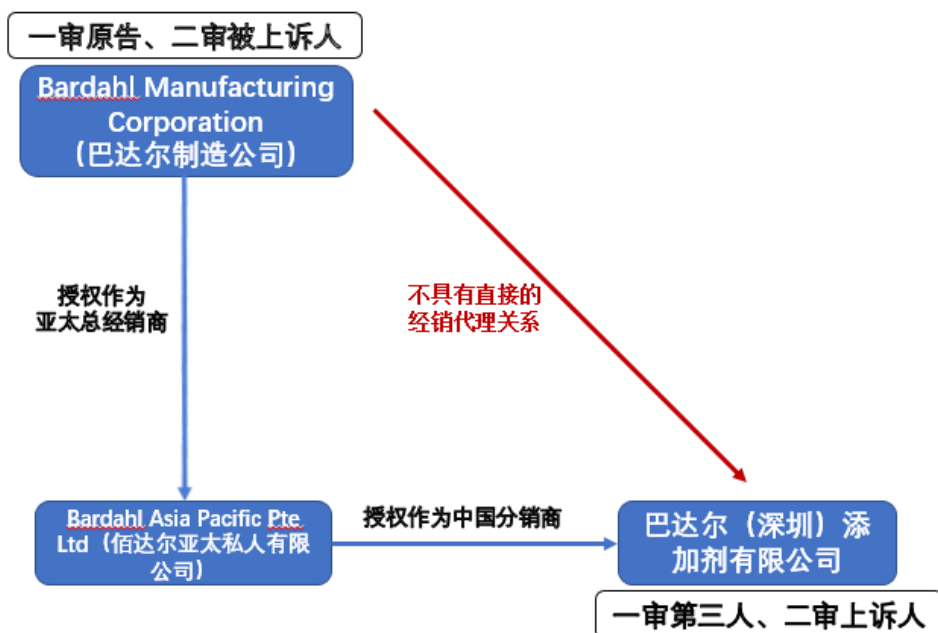 一审原告、二审被上诉人
Bardahl Manufacturing
Corporation
（巴达尔制造公司）
授权作为
亚太总经销商
不具有直接的
经销代理关系
Bardahl Asia Pacific Pte.
Ltd（佰达尔亚太私人有限
公司）
授权作为中国分销商
巴达尔（深圳）添
加剂有限公司
一审第三人、二审上诉人